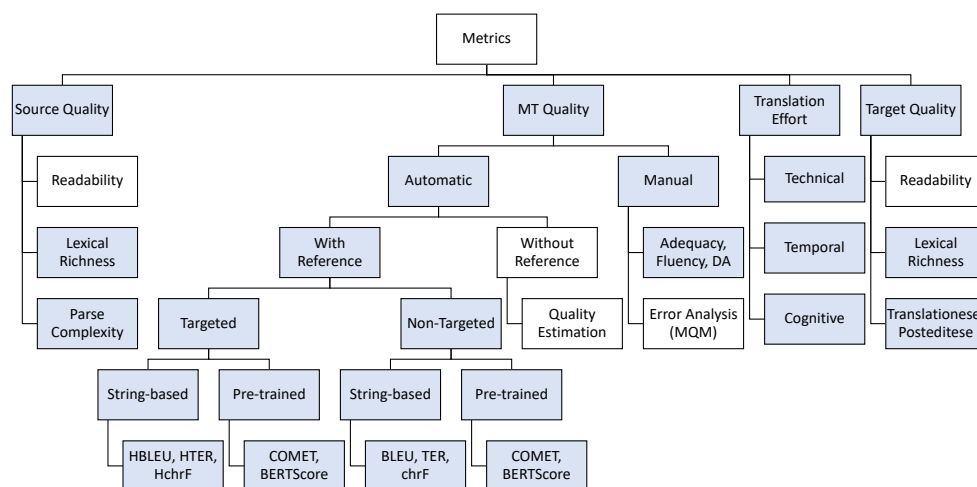 Metrics
Source Quality
MT Quality
Translation
Effort
Target Quality
Readability
Automatic
Manual
Technical
Readability
Lexical
Richness
With
Reference
Without
Reference
Adequacy,
Fluency, DA
Temporal
Lexical
Richness
Parse
Complexity
Targeted
Non-Targeted
Quality
Estimation
Error Analysis
(MQM)
Cognitive
Translationese
Posteditese
String-based
Pre-trained
String-based
Pre-trained
HBLEU, HTER,
HchrF
COMET,
BERTScore
BLEU, TER,
chrF
COMET,
BERTScore